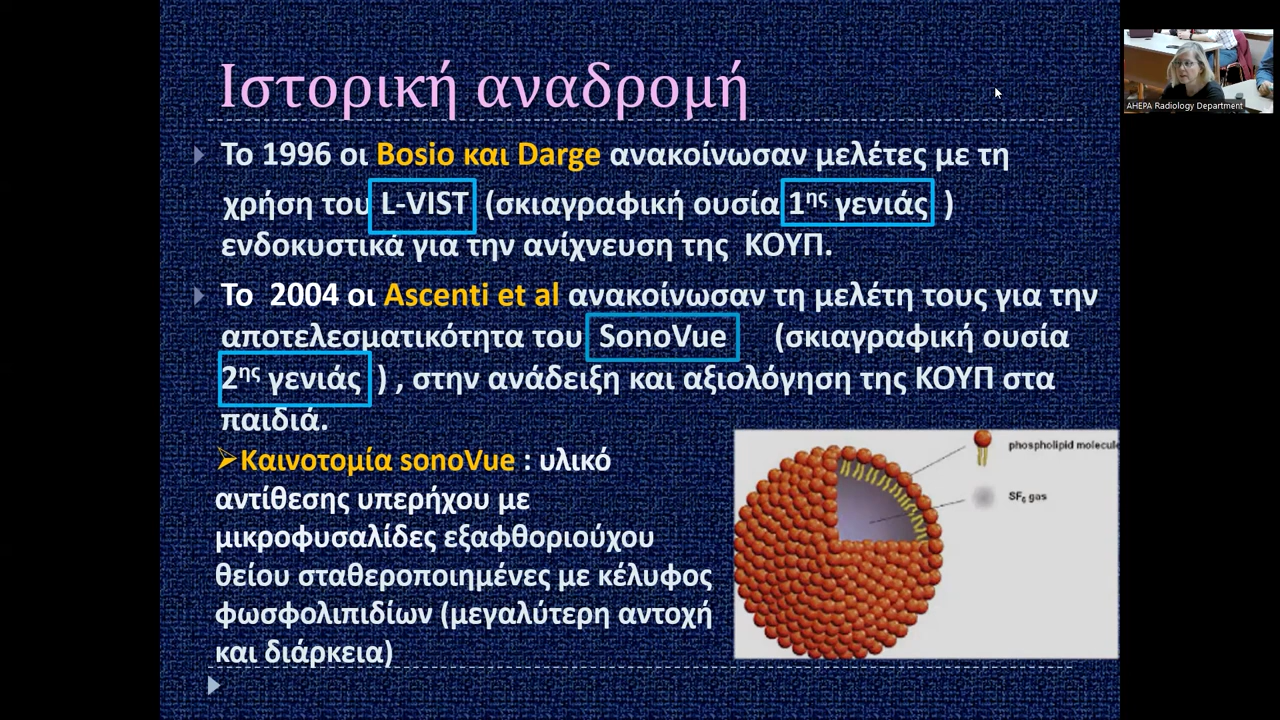 Ιστορική αναδρομή
Το 1996 οι Bosio και Darge ανακοίνωσαν μελέτες με τη
χρήση του L-VIST (σκιαγραφική ουσία 1ης γενιάς )
ενδοκυστικά για την ανίχνευση της ΚΟΥΠ.
Το 2004 οι Ascenti et al ανακοίνωσαν τη μελέτη τους για την
αποτελεσματικότητα του SonoVue (σκιαγραφική ουσία
2ης γενιάς ) , στην ανάδειξη και αξιολόγηση της ΚΟΥΠ στα
παιδιά.
➢Καινοτομία sonoVue : υλικό
αντίθεσης υπερήχου με
μικροφυσαλίδες εξαφθοριούχου
θείου σταθεροποιημένες με κέλυφος
φωσφολιπιδίων (μεγαλύτερη αντοχή
και διάρκεια)
phospholipid molecule
SF6 gas
AHEPA Radiology Department